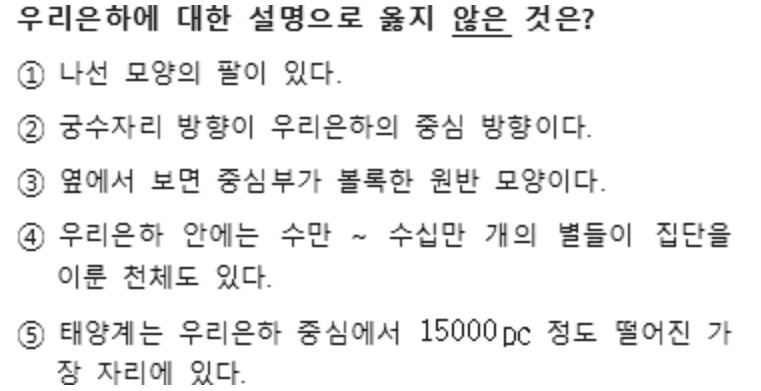 우리은하에 대한 설명으로 옳지 않은 것은?
① 나선 모양의 팔이 있다.
② 궁수자리 방향이 우리은하의 중심 방향이다.
③ 옆에서 보면 중심부가 볼록한 원반 모양이다.
④ 우리은하 안에는 수만 ~ 수십만 개의 별들이 집단을
이룬 천체도 있다.
⑤ 태양계는 우리은하 중심에서 15000pc 정도 떨어진 가
장 자리에 있다.